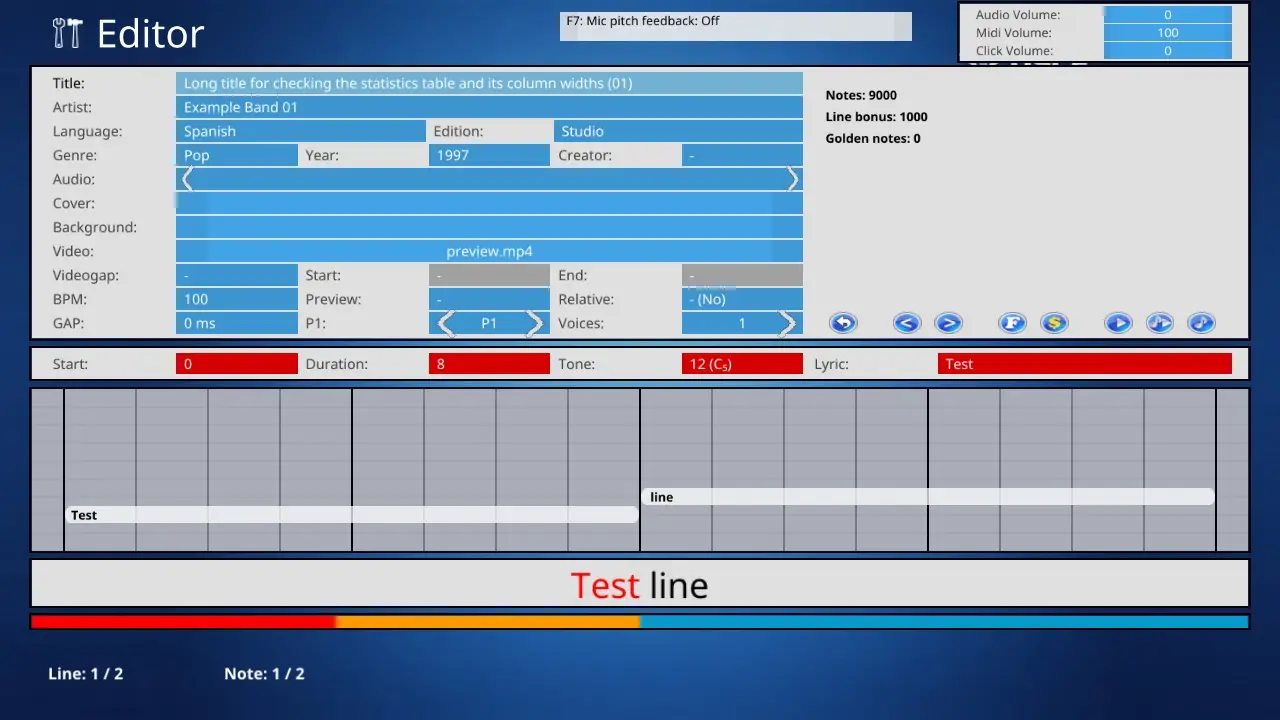 Editor
F7: Mic pitch feedback: Off
Audio Volume: 0
Midi Volume: 100
Click Volume: 0
Title: Long title for checking the statistics table and its column widths (01)
Artist: Example Band 01
Language: Spanish Edition: Studio
Genre: Pop Year: 1997 Creator: -
Audio:
Cover:
Background:
Video: preview.mp4
Videogap: - Start: - End: -
BPM: 100 Preview: - Relative: - (No)
GAP: 0 ms P1: P1 Voices: 1
Notes: 9000
Line bonus: 1000
Golden notes: 0
F S
Start: 0 Duration: 8 Tone: 12 (C₅) Lyric: Test
line
Test
Test line
Line: 1 / 2 Note: 1 / 2